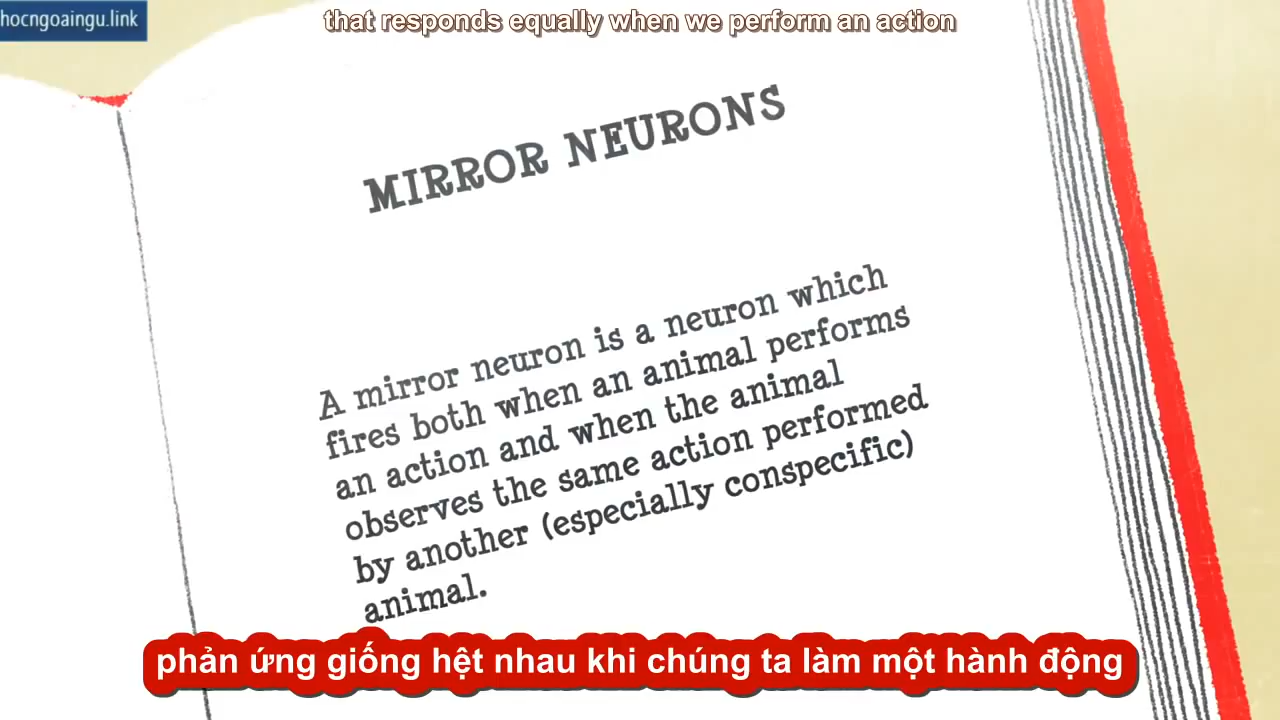 hocngoaingu.link
that responds equally when we perform an action
MIRROR NEURONS
A mirror neuron is a neuron which
fires both when an animal performs
an action and when the animal
observes the same action performed
by another (especially conspecific)
animal.
phản ứng giống hệt nhau khi chúng ta làm một hành động